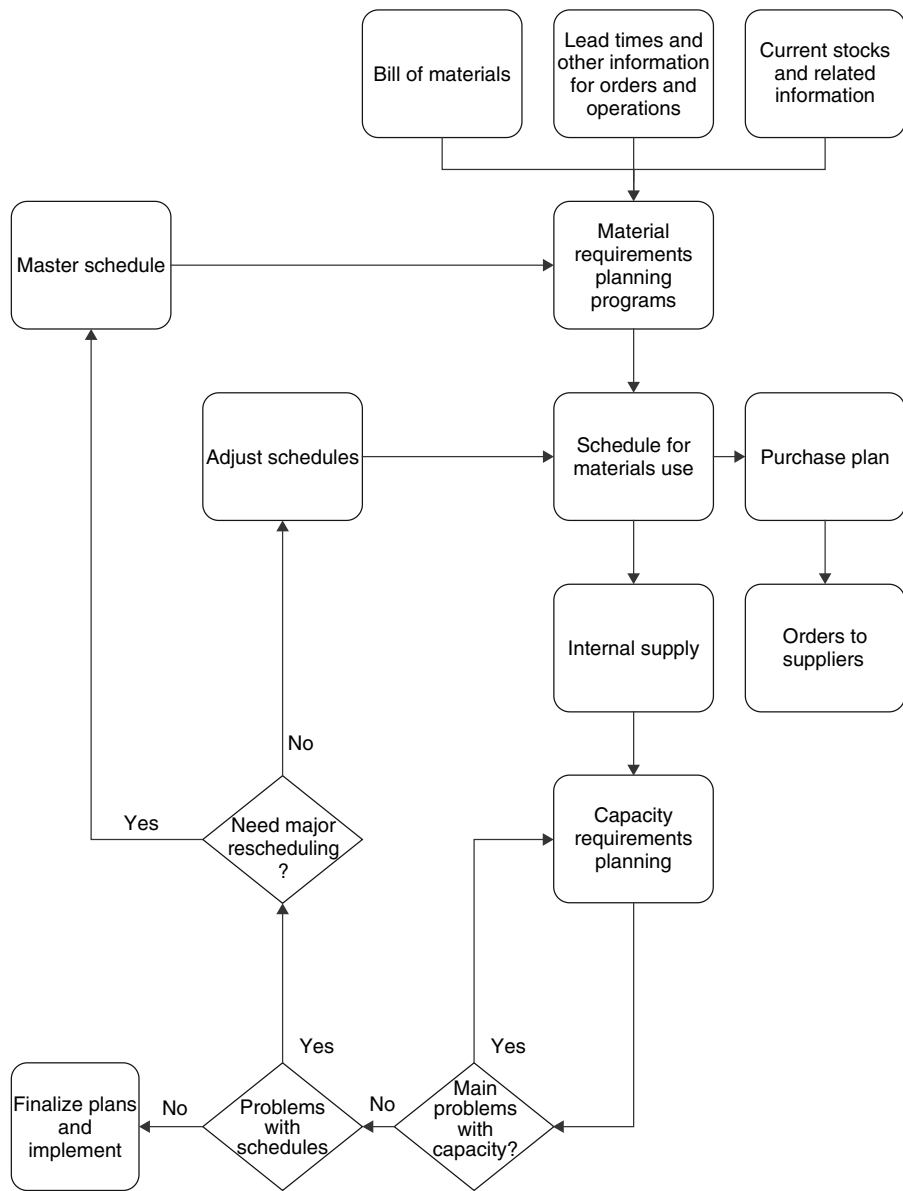 Bill of materials
Lead times and
other information
for orders and
operations
Current stocks
and related
information
Master schedule
Material
requirements
planning
programs
Adjust schedules
Schedule for
materials use
Purchase plan
Internal supply
Orders to
suppliers
No
Yes
Need major
rescheduling
?
Capacity
requirements
planning
Yes
Yes
Finalize plans
and
implement
No
Problems
with
schedules
No
Main
problems
with
capacity?